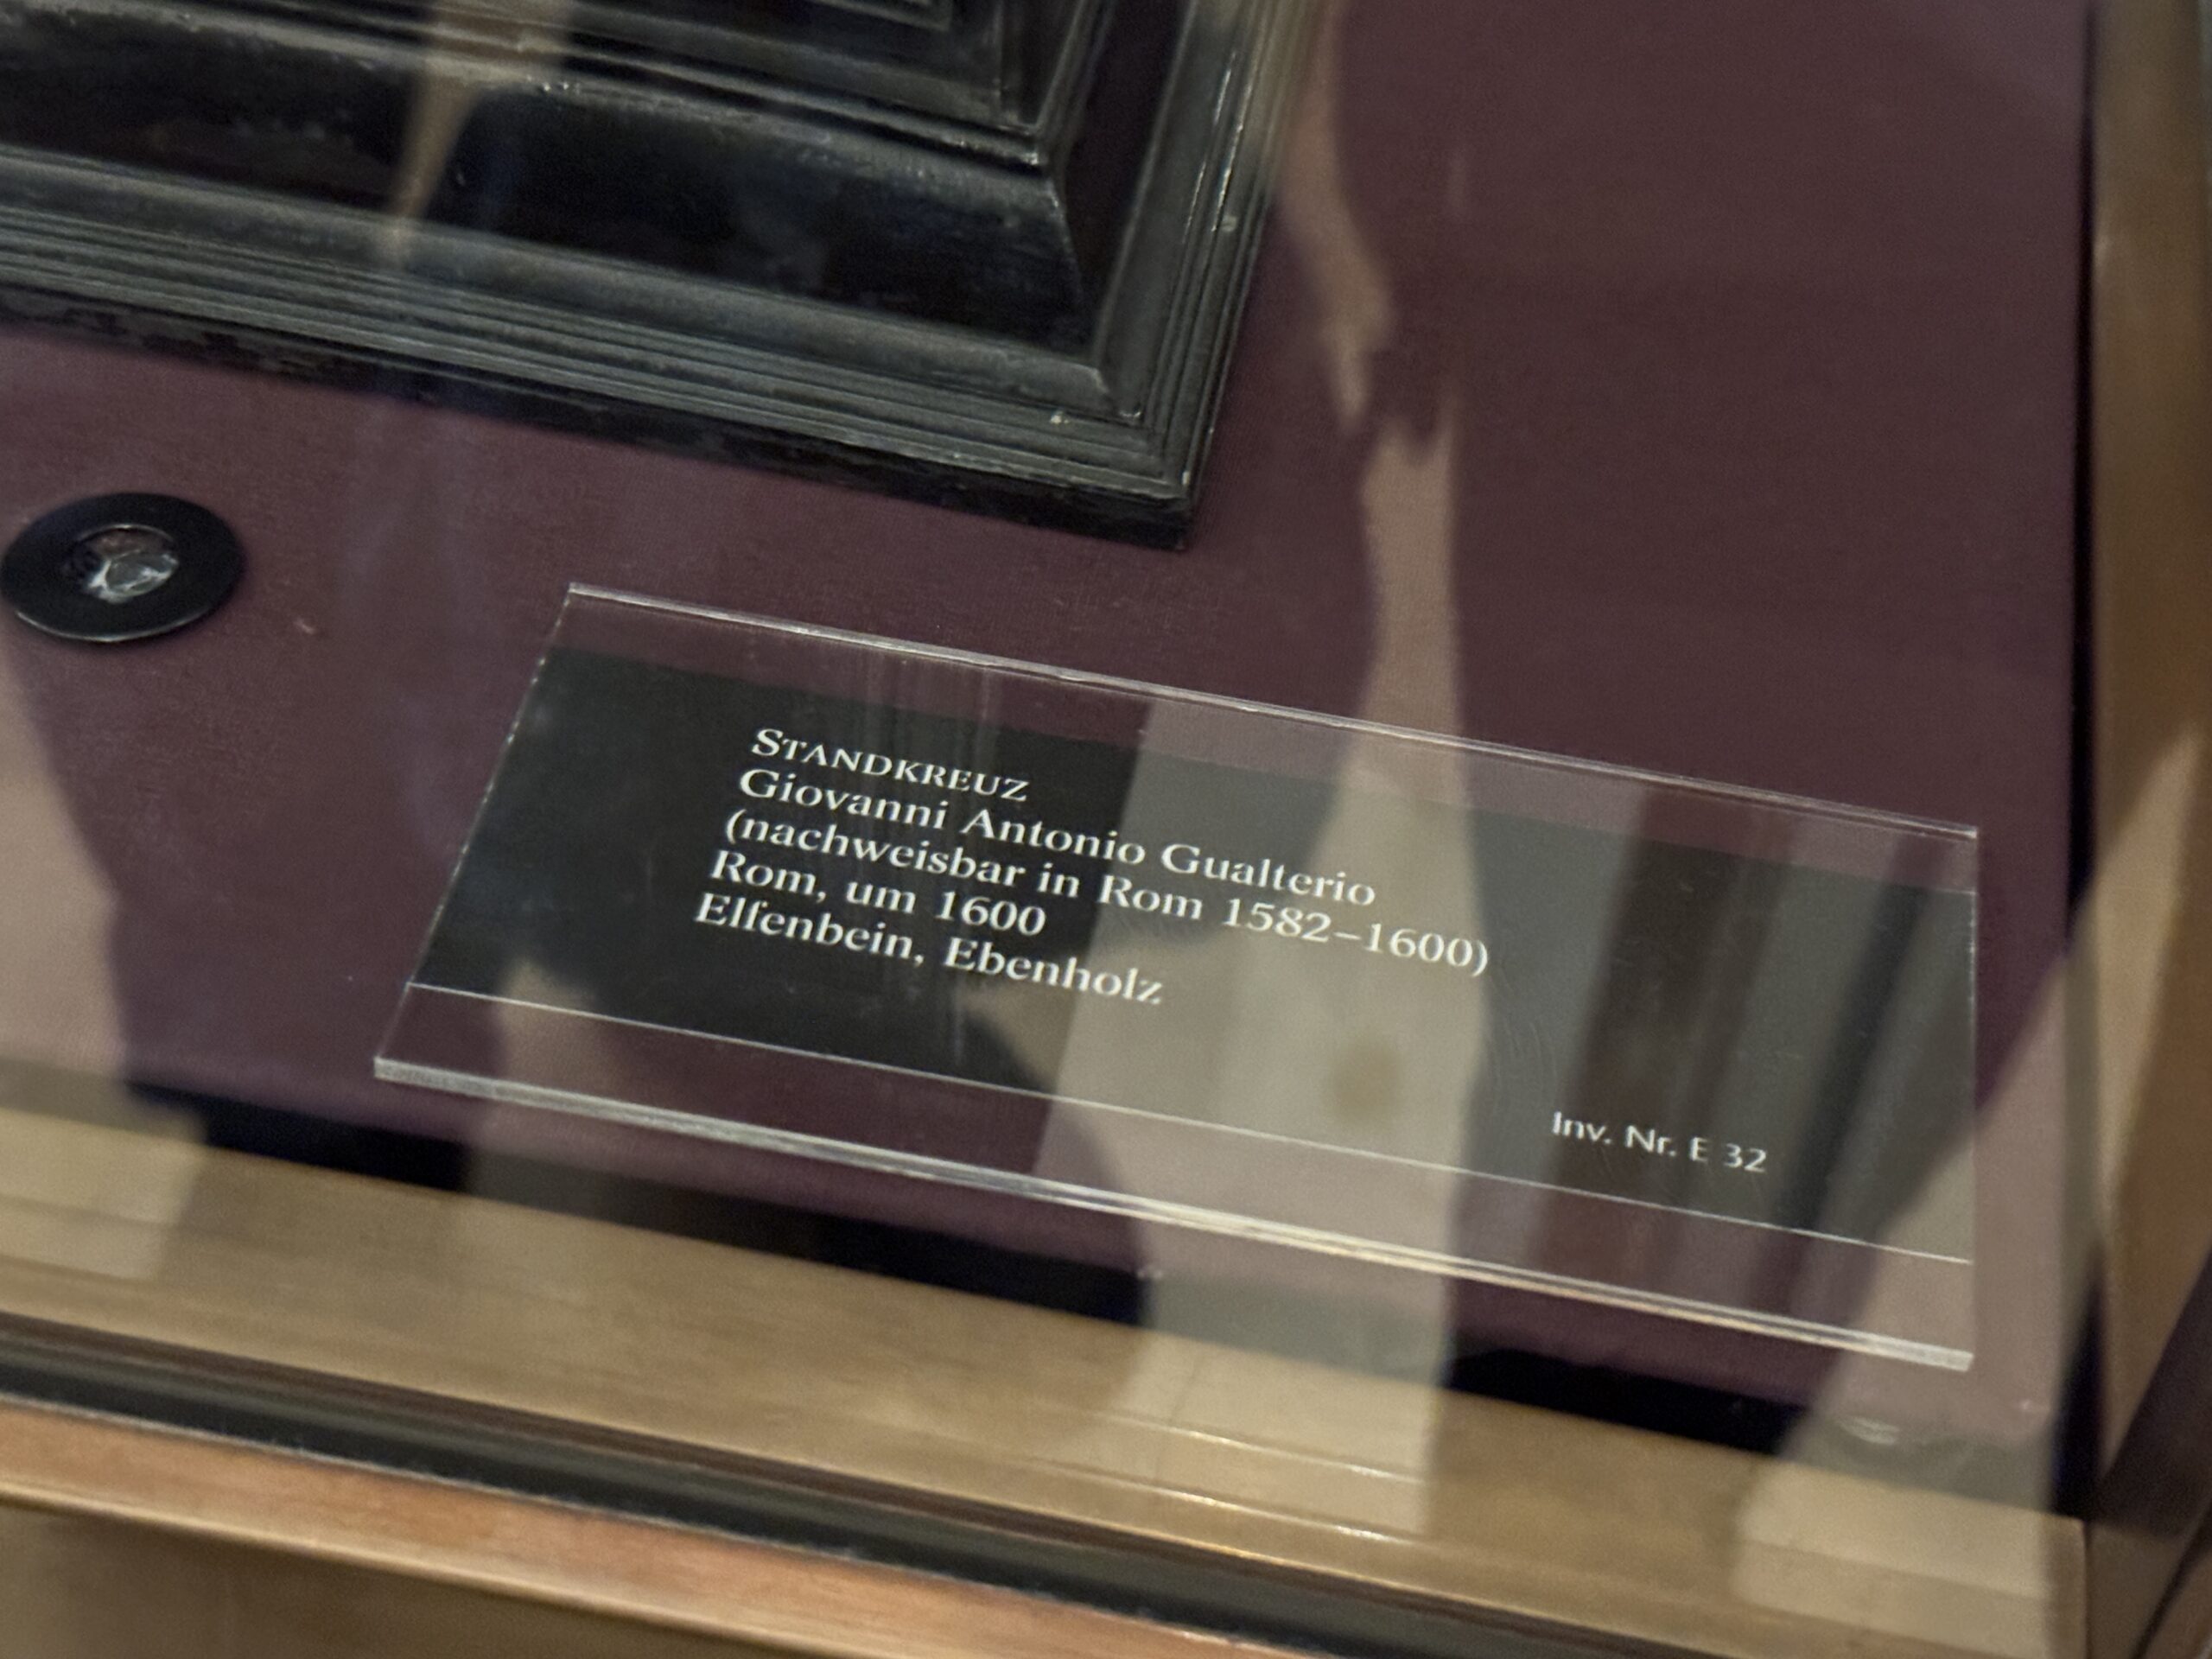 STANDKREUZ
Giovanni Antonio Gualterio
(nachweisbar in Rom 1582–1600)
Rom, um 1600
Elfenbein, Ebenholz
Inv. Nr. E 32